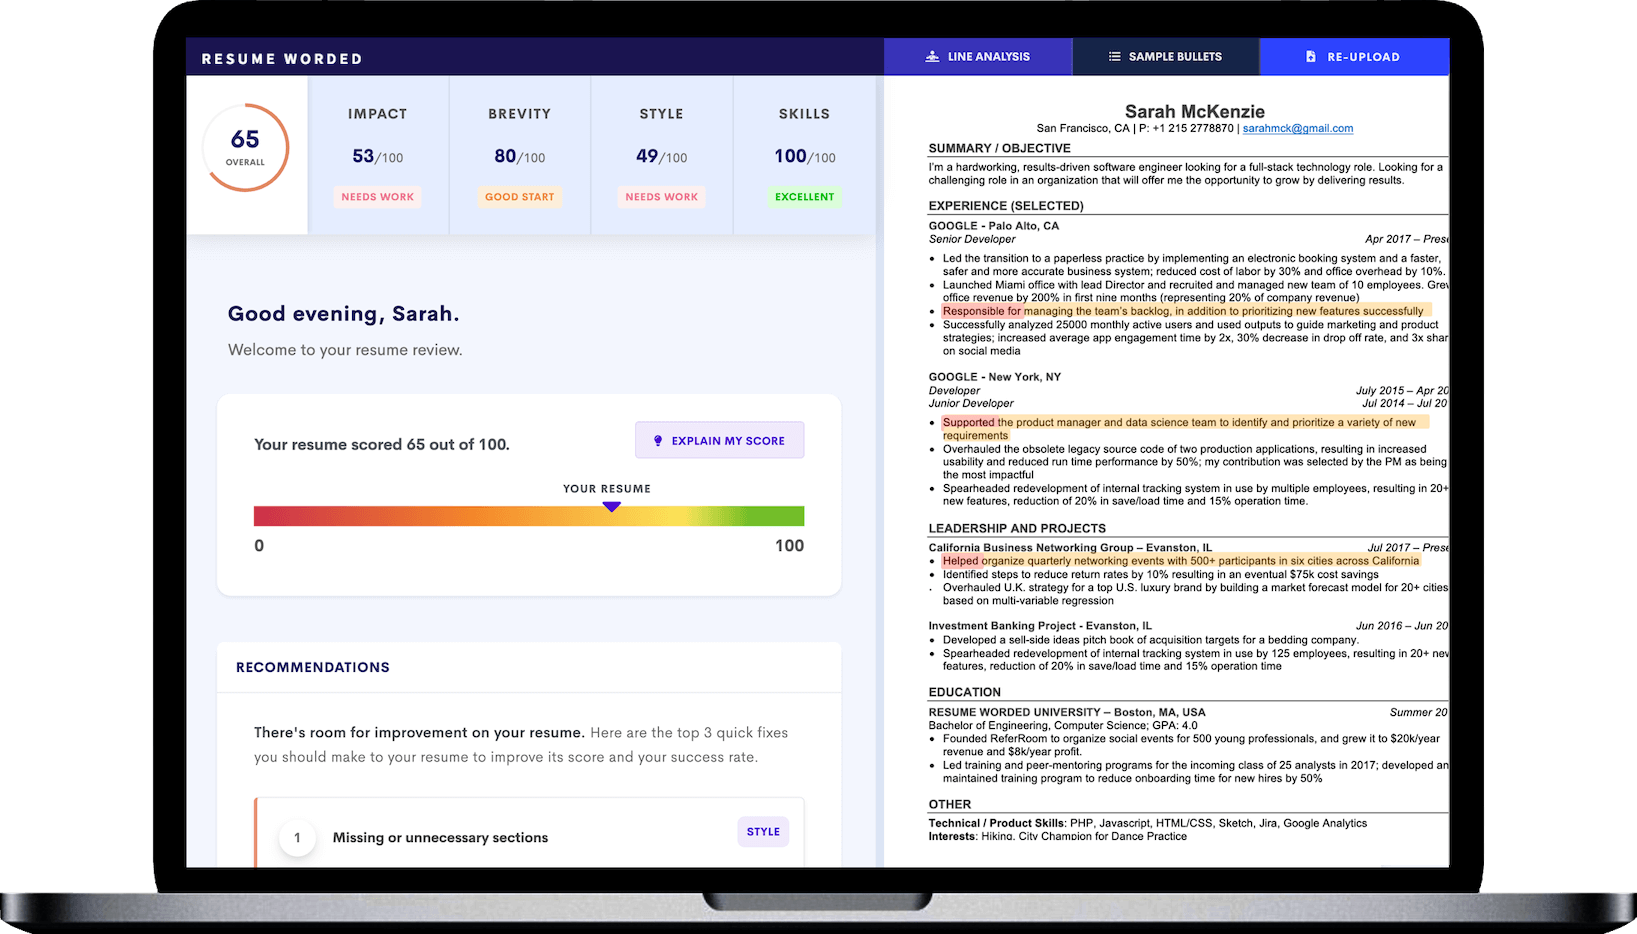 RESUME WORDED
LINE ANALYSIS
SAMPLE BULLETS
RE-UPLOAD
65
OVERALL
IMPACT
53/100
NEEDS WORK
BREVITY
80/100
GOOD START
STYLE
49/100
NEEDS WORK
SKILLS
100/100
EXCELLENT
Good evening, Sarah.
Welcome to your resume review.
Your resume scored 65 out of 100.
EXPLAIN MY SCORE
YOUR RESUME
0
100
RECOMMENDATIONS
There's room for improvement on your resume. Here are the top 3 quick fixes
you should make to your resume to improve its score and your success rate.
1
Missing or unnecessary sections
STYLE
Sarah McKenzie
San Francisco, CA | P: +1 215 2778870 | sarahmck@gmail.com
SUMMARY / OBJECTIVE
I'm a hardworking, results-driven software engineer looking for a full-stack technology role. Looking for a
challenging role in an organization that will offer me the opportunity to grow by delivering results.
EXPERIENCE (SELECTED)
GOOGLE - Palo Alto, CA
Senior Developer Apr 2017 – Prese
• Led the transition to a paperless practice by implementing an electronic booking system and a faster,
safer and more accurate business system; reduced cost of labor by 30% and office overhead by 10%.
• Launched Miami office with lead Director and recruited and managed new team of 10 employees. Grew
office revenue by 200% in first nine months (representing 20% of company revenue)
• Responsible for managing the team's backlog, in addition to prioritizing new features successfully
• Successfully analyzed 25000 monthly active users and used outputs to guide marketing and product
strategies; increased average app engagement time by 2x, 30% decrease in drop off rate, and 3x shar
on social media
GOOGLE - New York, NY
Developer July 2015 – Apr 20
Junior Developer Jul 2014 – Jul 20
• Supported the product manager and data science team to identify and prioritize a variety of new
requirements
• Overhauled the obsolete legacy source code of two production applications, resulting in increased
usability and reduced run time performance by 50%; my contribution was selected by the PM as being
the most impactful
• Spearheaded redevelopment of internal tracking system in use by multiple employees, resulting in 20+
new features, reduction of 20% in save/load time and 15% operation time.
LEADERSHIP AND PROJECTS
California Business Networking Group – Evanston, IL Jul 2017 – Prese
• Helped organize quarterly networking events with 500+ participants in six cities across California
• Identified steps to reduce return rates by 10% resulting in an eventual $75k cost savings
. Overhauled U.K. strategy for a top U.S. luxury brand by building a market forecast model for 20+ cities
based on multi-variable regression
Investment Banking Project - Evanston, IL Jun 2016 – Jun 20
• Developed a sell-side ideas pitch book of acquisition targets for a bedding company.
• Spearheaded redevelopment of internal tracking system in use by 125 employees, resulting in 20+ new
features, reduction of 20% in save/load time and 15% operation time
EDUCATION
RESUME WORDED UNIVERSITY – Boston, MA, USA Summer 20
Bachelor of Engineering, Computer Science; GPA: 4.0
• Founded ReferRoom to organize social events for 500 young professionals, and grew it to $20k/year
revenue and $8k/year profit.
• Led training and peer-mentoring programs for the incoming class of 25 analysts in 2017; developed an
maintained training program to reduce onboarding time for new hires by 50%
OTHER
Technical / Product Skills: PHP, Javascript, HTML/CSS, Sketch, Jira, Google Analytics
Interests: Hiking, City Champion for Dance Practice